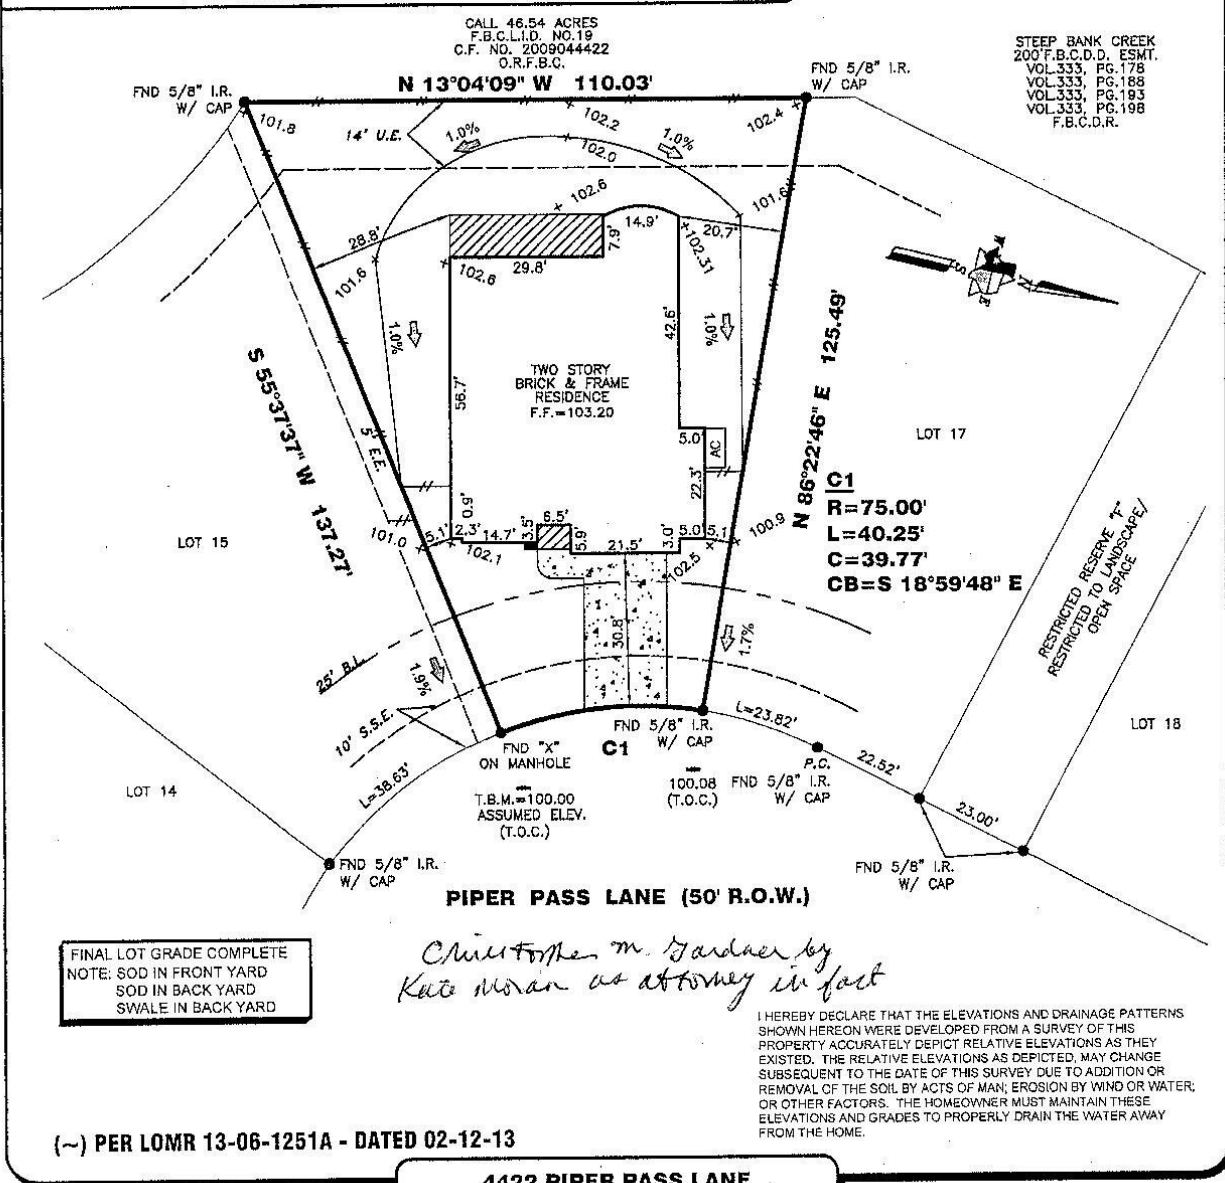 CALL 46.54 ACRES
F.B.C.L.I.D. NO.19
C.F. NO. 2009044422
O.R.F.B.C.
N 13°04'09" W 110.03'
STEEP BANK CREEK
200'F.B.C.D.D. ESMT.
VOL.333, PG.178
VOL.333, PG.188
VOL.333, PG.193
VOL.333, PG.198
F.B.C.D.R.
FND 5/8" I.R.
W/ CAP
FND 5/8" I.R.
W/ CAP
101.8
14' U.E.
1.0%
102.2
102.0
1.0%
102.4
102.6
101.6
28.8'
14.9'
7.9'
20.7'
102.31
101.6
102.6
29.8'
S
N
E
1.0%
42.6'
1.0%
N 86°22'46" E 125.49'
S 55°37'37" W 137.27'
TWO STORY
BRICK & FRAME
RESIDENCE
F.F.=103.20
56.7'
5' E.E.
5.0'
AC
22.3'
LOT 17
C1
R=75.00'
L=40.25'
C=39.77'
CB=S 18°59'48" E
LOT 15
101.0
5.1'
0.9'
2.3'
14.7'
3.5'
6.5'
5.9'
21.5'
3.0'
5.0'
5.1'
100.9
102.1
102.5
RESTRICTED RESERVE "F"
RESTRICTED TO LANDSCAPE/
OPEN SPACE
30.8'
1.7%
25' B.L.
1.9%
10' S.S.E.
L=23.82'
LOT 18
FND "X"
ON MANHOLE
C1
FND 5/8" I.R.
W/ CAP
P.C.
FND 5/8" I.R.
W/ CAP
22.52'
23.00'
L=38.63'
LOT 14
T.B.M.=100.00
ASSUMED ELEV.
(T.O.C.)
100.08
(T.O.C.)
FND 5/8" I.R.
W/ CAP
FND 5/8" I.R.
W/ CAP
PIPER PASS LANE (50' R.O.W.)
FINAL LOT GRADE COMPLETE
NOTE: SOD IN FRONT YARD
SOD IN BACK YARD
SWALE IN BACK YARD
Christopher M. Gardner by
Kate Moran as attorney in fact
I HEREBY DECLARE THAT THE ELEVATIONS AND DRAINAGE PATTERNS
SHOWN HEREON WERE DEVELOPED FROM A SURVEY OF THIS
PROPERTY ACCURATELY DEPICT RELATIVE ELEVATIONS AS THEY
EXISTED. THE RELATIVE ELEVATIONS AS DEPICTED, MAY CHANGE
SUBSEQUENT TO THE DATE OF THIS SURVEY DUE TO ADDITION OR
REMOVAL OF THE SOIL BY ACTS OF MAN; EROSION BY WIND OR WATER;
OR OTHER FACTORS. THE HOMEOWNER MUST MAINTAIN THESE
ELEVATIONS AND GRADES TO PROPERLY DRAIN THE WATER AWAY
FROM THE HOME.
(~) PER LOMR 13-06-1251A - DATED 02-12-13
4422 PIPER PASS LANE